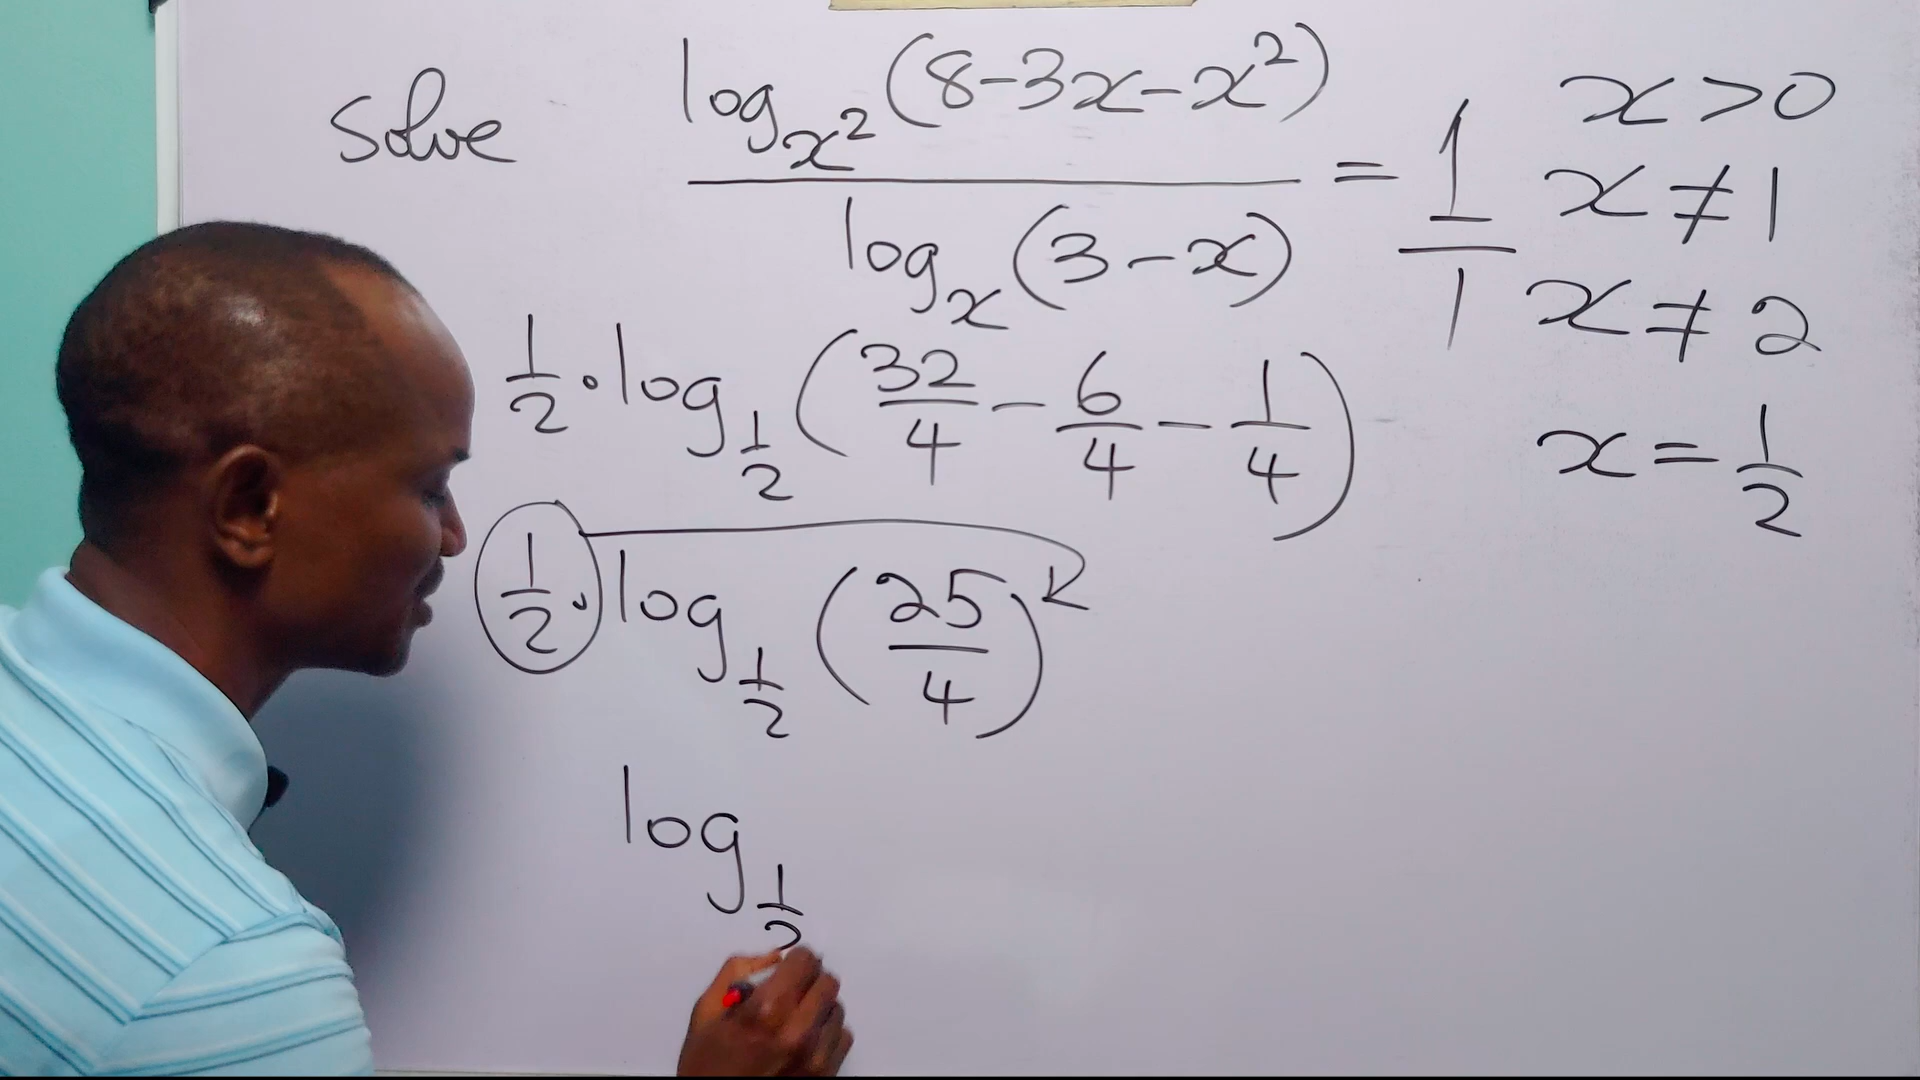 Solve log_{x²}(8-3x-x²) / log_x(3-x) = 1/1
x>0
x≠1
x≠2
x=1/2
1/2·log_{1/2}(32/4-6/4-1/4)
1/2·log_{1/2}(25/4)
log_{1/2}